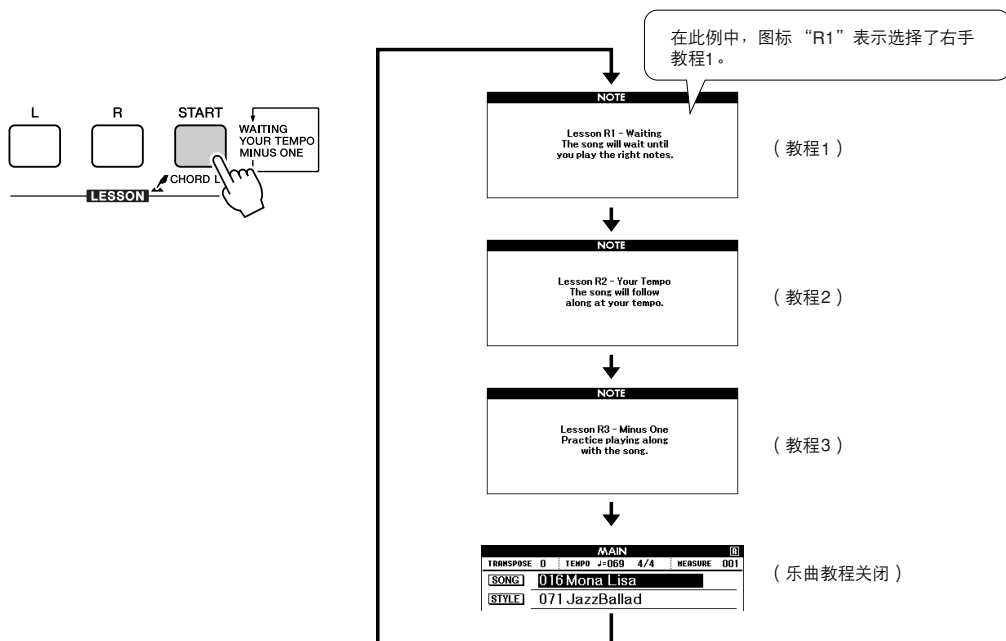 在此例中，图标“R1”表示选择了右手
教程1。
L R START
WAITING
YOUR TEMPO
MINUS ONE
CHORD L
LESSON
NOTE
Lesson R1 - Waiting
The song will wait until
you play the right notes.
（教程1）
NOTE
Lesson R2 - Your Tempo
The song will follow
along at your tempo.
（教程2）
NOTE
Lesson R3 - Minus One
Practice playing along
with the song.
（教程3）
MAIN R
TRANSPOSE 0 TEMPO ♩=069 4/4 MEASURE 001
SONG 016 Mona Lisa
STYLE 071 JazzBallad
（乐曲教程关闭）